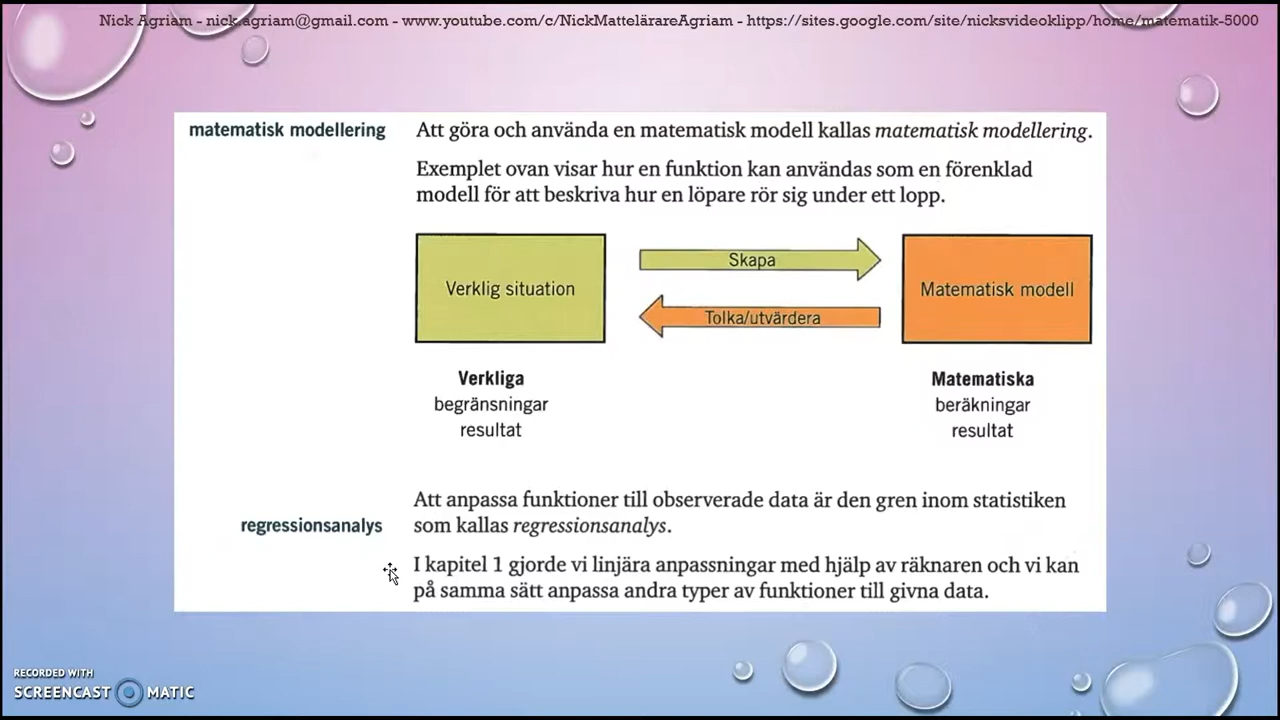 Nick Agriam - nick.agriam@gmail.com - www.youtube.com/c/NickMattelärareAgriam - https://sites.google.com/site/nicksvideoklipp/home/matematik-5000
matematisk modellering
Att göra och använda en matematisk modell kallas matematisk modellering.
Exemplet ovan visar hur en funktion kan användas som en förenklad
modell för att beskriva hur en löpare rör sig under ett lopp.
Verklig situation
Skapa
Tolka/utvärdera
Matematisk modell
Verkliga
begränsningar
resultat
Matematiska
beräkningar
resultat
regressionsanalys
Att anpassa funktioner till observerade data är den gren inom statistiken
som kallas regressionsanalys.
I kapitel 1 gjorde vi linjära anpassningar med hjälp av räknaren och vi kan
på samma sätt anpassa andra typer av funktioner till givna data.
RECORDED WITH
SCREENCAST MATIC